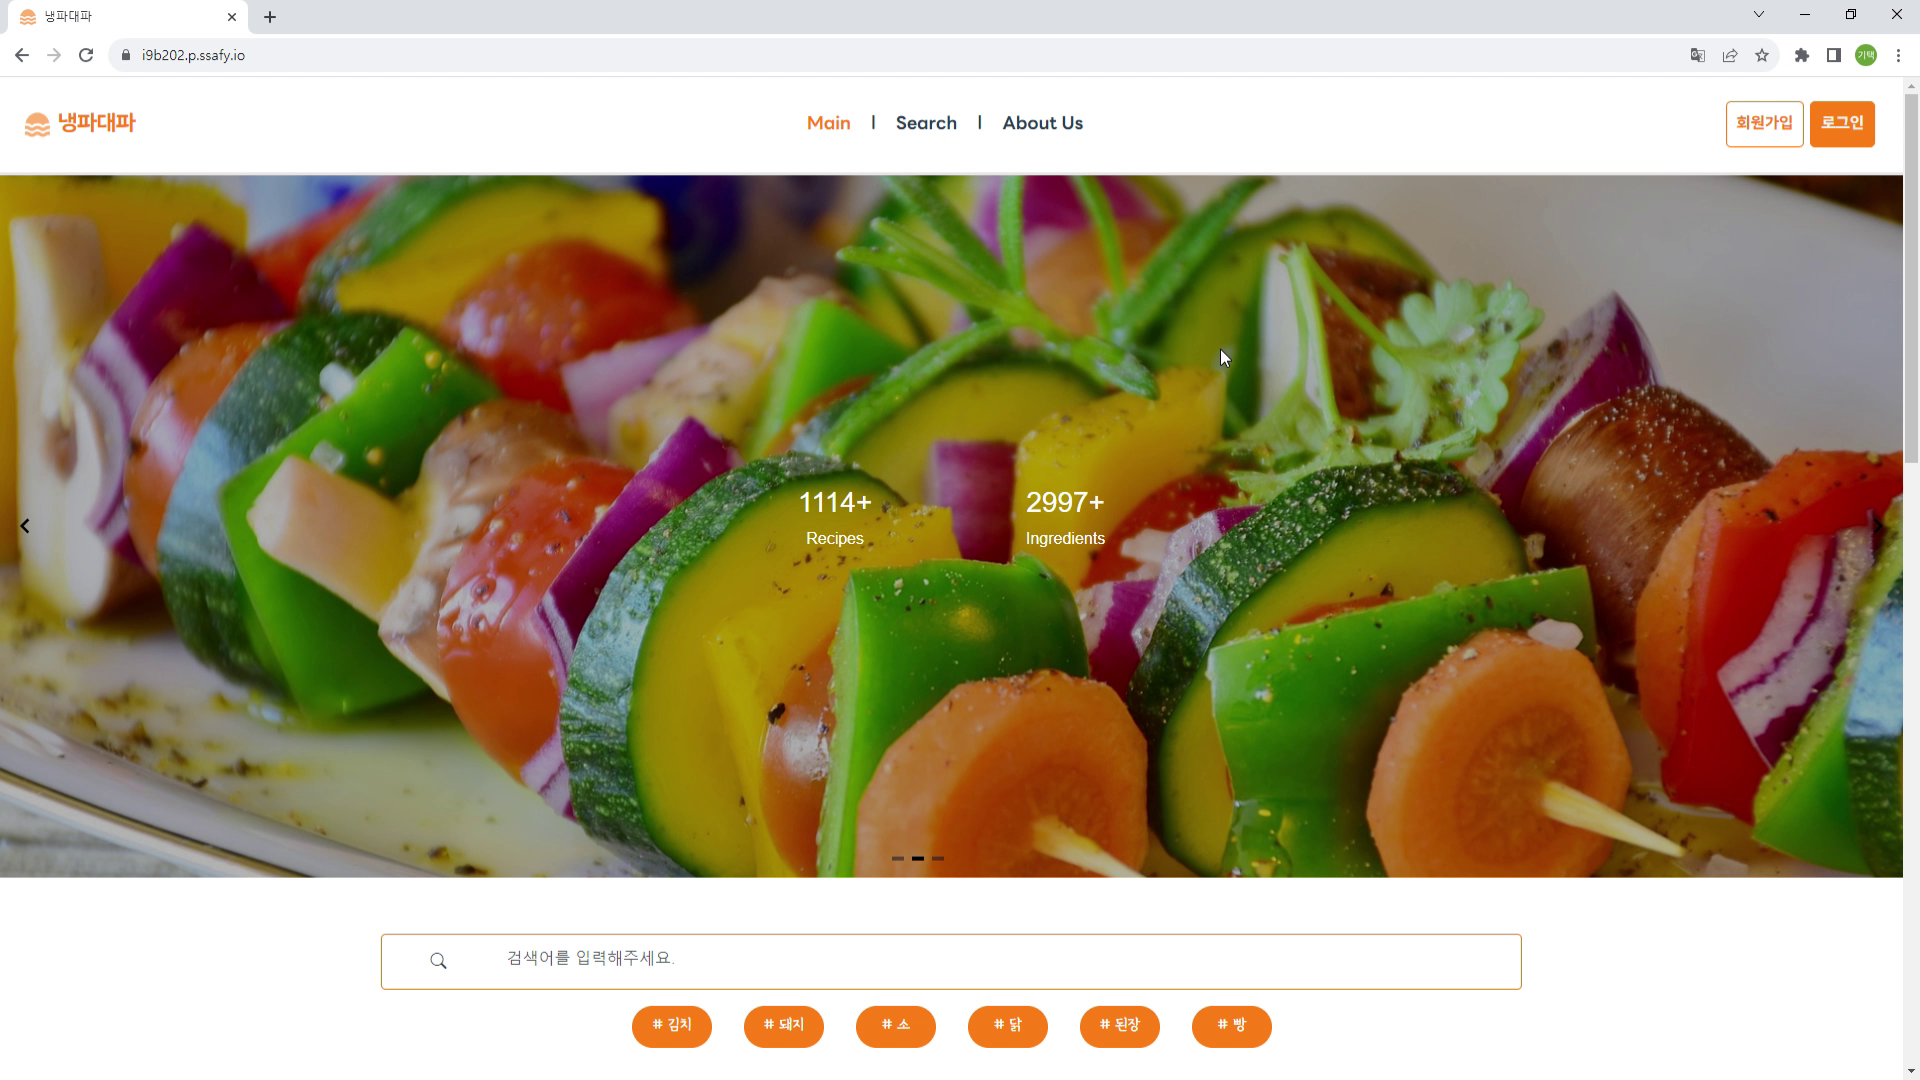 냉파대파
i9b202.p.ssafy.io
기택
냉파대파
Main | Search | About Us
회원가입 로그인
1114+ 2997+
Recipes Ingredients
검색어를 입력해주세요.
# 김치 # 돼지 # 소 # 닭 # 된장 # 빵